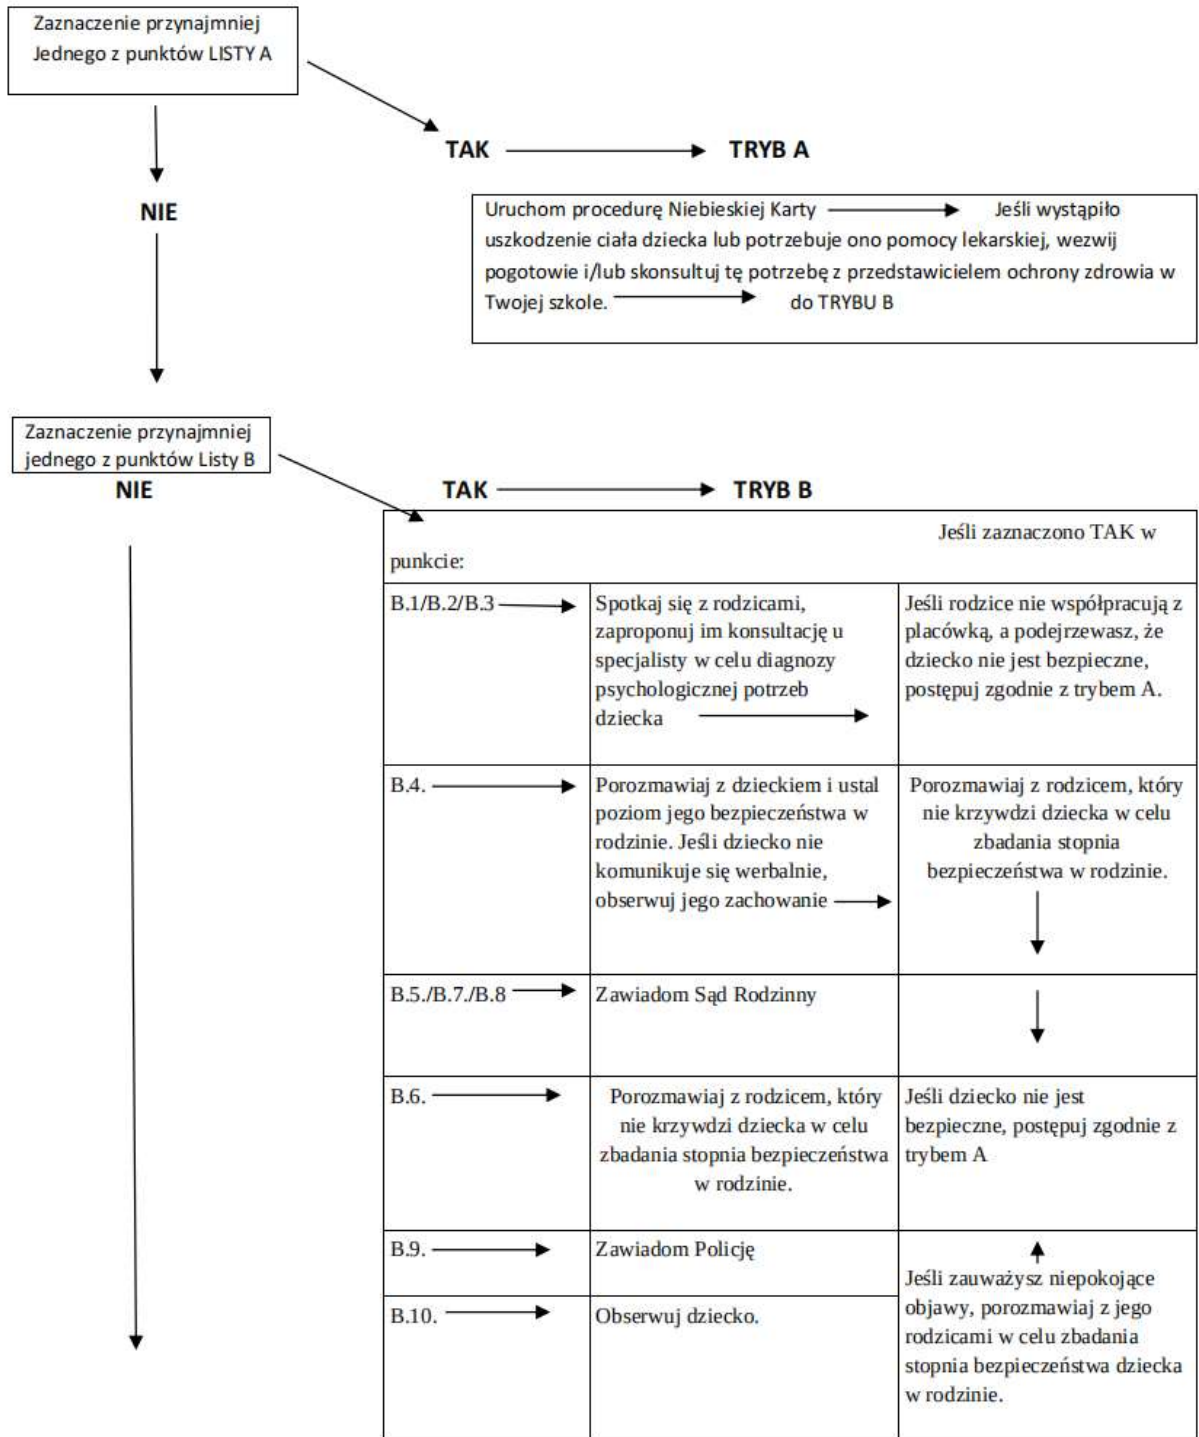 Zaznaczenie przynajmniej
Jednego z punktów LISTY A
TAK TRYB A
NIE
Uruchom procedurę Niebieskiej Karty Jeśli wystąpiło
uszkodzenie ciała dziecka lub potrzebuje ono pomocy lekarskiej, wezwij
pogotowie i/lub skonsultuj tę potrzebę z przedstawicielem ochrony zdrowia w
Twojej szkole. do TRYBU B
Zaznaczenie przynajmniej
jednego z punktów Listy B
NIE
TAK TRYB B
Jeśli zaznaczono TAK w
punkcie:
B.1/B.2/B.3
Spotkaj się z rodzicami,
zaproponuj im konsultację u
specjalisty w celu diagnozy
psychologicznej potrzeb
dziecka
Jeśli rodzice nie współpracują z
placówką, a podejrzewasz, że
dziecko nie jest bezpieczne,
postępuj zgodnie z trybem A.
B.4.
Porozmawiaj z dzieckiem i ustal
poziom jego bezpieczeństwa w
rodzinie. Jeśli dziecko nie
komunikuje się werbalnie,
obserwuj jego zachowanie
Porozmawiaj z rodzicem, który
nie krzywdzi dziecka w celu
zbadania stopnia
bezpieczeństwa w rodzinie.
B.5./B.7./B.8
Zawiadom Sąd Rodzinny
B.6.
Porozmawiaj z rodzicem, który
nie krzywdzi dziecka w celu
zbadania stopnia bezpieczeństwa
w rodzinie.
Jeśli dziecko nie jest
bezpieczne, postępuj zgodnie z
trybem A
B.9.
Zawiadom Policję
B.10.
Obserwuj dziecko.
Jeśli zauważysz niepokojące
objawy, porozmawiaj z jego
rodzicami w celu zbadania
stopnia bezpieczeństwa dziecka
w rodzinie.